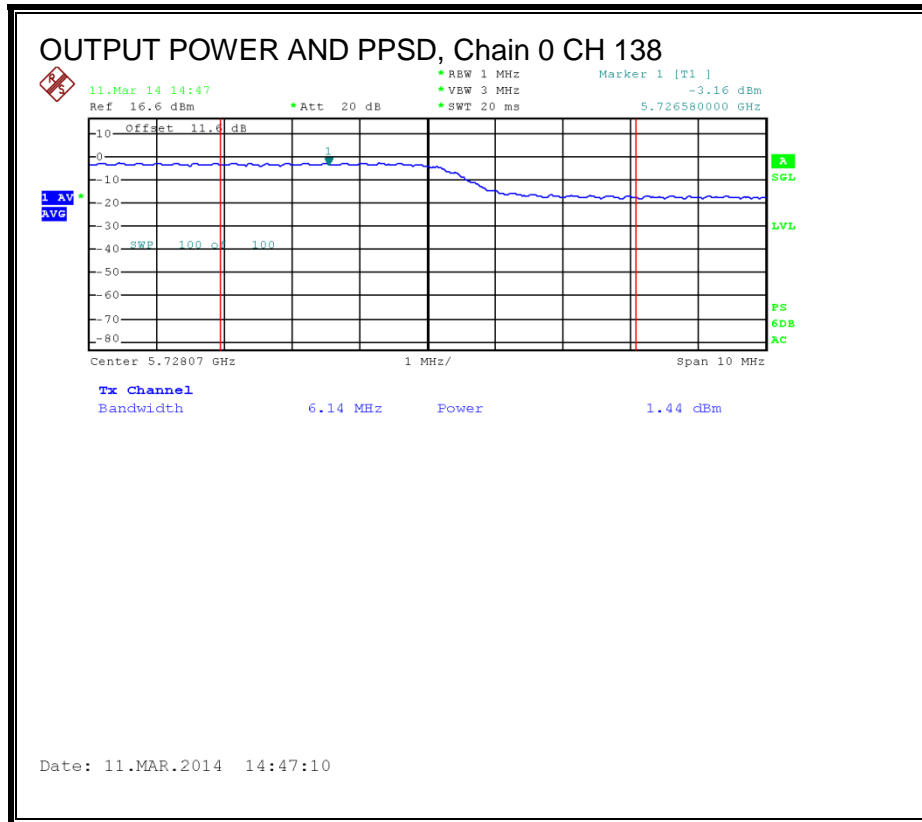 OUTPUT POWER AND PPSD, Chain 0 CH 138
R S
* RBW 1 MHz Marker 1 [T1 ]
11.Mar 14 14:47 * VBW 3 MHz -3.16 dBm
Ref 16.6 dBm * Att 20 dB * SWT 20 ms 5.726580000 GHz
10 Offset 11.6 dB
0 1
A
-10 SGL
1 AV *
-20
AVG
-30 LVL
-40 SWP 100 of 100
-50
-60
PS
-70
6DB
-80 AC
Center 5.72807 GHz 1 MHz/ Span 10 MHz
Tx Channel
Bandwidth 6.14 MHz Power 1.44 dBm
Date: 11.MAR.2014 14:47:10